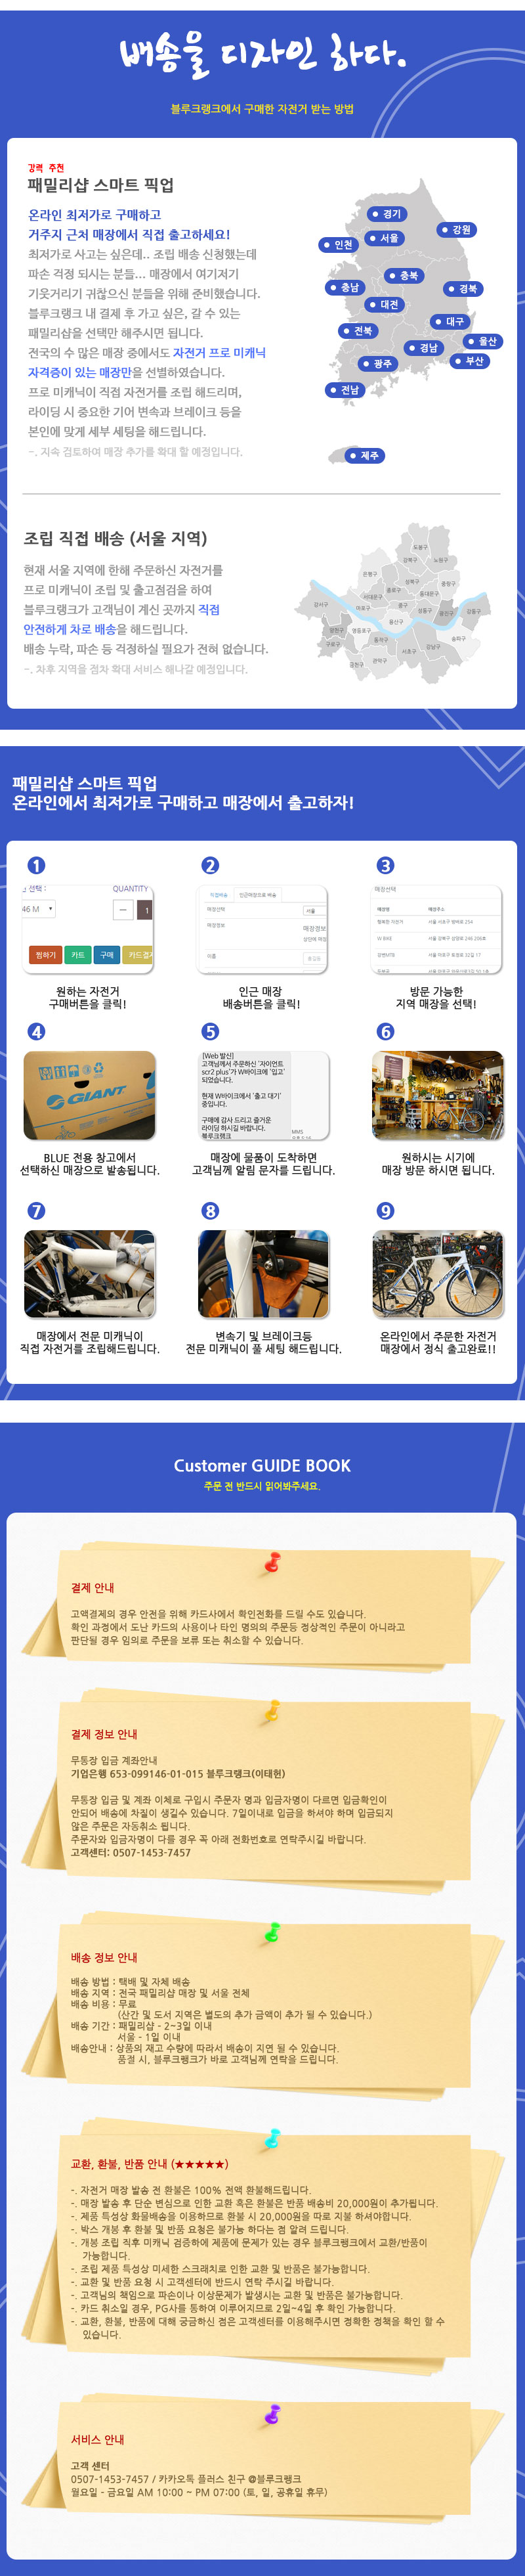 배송을 디자인 하다.
블루크랭크에서 구매한 자전거 받는 방법
강력 추천
패밀리샵 스마트 픽업
온라인 최저가로 구매하고
거주지 근처 매장에서 직접 출고하세요!
최저가로 사고는 싶은데.. 조립 배송 신청했는데
파손 걱정 되시는 분들... 매장에서 여기저기
기웃거리기 귀찮으신 분들을 위해 준비했습니다.
블루크랭크 내 결제 후 가고 싶은, 갈 수 있는
패밀리샵을 선택만 해주시면 됩니다.
전국의 수 많은 매장 중에서도 자전거 프로 미캐닉
자격증이 있는 매장만을 선별하였습니다.
프로 미캐닉이 직접 자전거를 조립 해드리며,
라이딩 시 중요한 기어 변속과 브레이크 등을
본인에 맞게 세부 세팅을 해드립니다.
-. 지속 검토하여 매장 추가를 확대 할 예정입니다.
경기
강원
서울
인천
충북
충남
경북
대전
대구
전북
울산
경남
부산
광주
전남
제주
조립 직접 배송 (서울 지역)
현재 서울 지역에 한해 주문하신 자전거를
프로 미캐닉이 조립 및 출고점검을 하여
블루크랭크가 고객님이 계신 곳까지 직접
안전하게 차로 배송을 해드립니다.
배송 누락, 파손 등 걱정하실 필요가 전혀 없습니다.
-. 차후 지역을 점차 확대 서비스 해나갈 예정입니다.
도봉구
강북구
노원구
은평구
성북구
중랑구
종로구
동대문구
서대문구
강서구
마포구
중구
성동구
광진구
강동구
용산구
양천구
영등포구
동작구
송파구
구로구
서초구
강남구
관악구
금천구
패밀리샵 스마트 픽업
온라인에서 최저가로 구매하고 매장에서 출고하자!
1
선택 :
QUANTITY
46 M
1
찜하기
카트
구매
카드결제
원하는 자전거
구매버튼을 클릭!
2
직접배송
인근매장으로 배송
매장선택
서울
매장정보
매장정보
이름
인근 매장
배송버튼을 클릭!
3
매장선택
매장명
매장주소
방문 가능한
지역 매장을 선택!
4
GIANT
BLUE 전용 창고에서
선택하신 매장으로 발송됩니다.
5
[Web 발신]
고객님께서 주문하신 '자이언트
scr2 plus'가 W바이크에 '입고'
되었습니다.
현재 W바이크에서 '출고 대기'
중입니다.
구매에 감사 드리고 즐거운
라이딩 하시길 바랍니다.
블루크랭크
MMS
매장에 물품이 도착하면
고객님께 알림 문자를 드립니다.
6
원하시는 시기에
매장 방문 하시면 됩니다.
7
매장에서 전문 미캐닉이
직접 자전거를 조립해드립니다.
8
변속기 및 브레이크등
전문 미캐닉이 풀 세팅 해드립니다.
9
온라인에서 주문한 자전거
매장에서 정식 출고완료!!
Customer GUIDE BOOK
주문 전 반드시 읽어봐주세요.
결제 안내
고액결제의 경우 안전을 위해 카드사에서 확인전화를 드릴 수도 있습니다.
확인 과정에서 도난 카드의 사용이나 타인 명의의 주문등 정상적인 주문이 아니라고
판단될 경우 임의로 주문을 보류 또는 취소할 수 있습니다.
결제 정보 안내
무통장 입금 계좌안내
기업은행 653-099146-01-015 블루크랭크(이태헌)
무통장 입금 및 계좌 이체로 구입시 주문자 명과 입금자명이 다르면 입금확인이
안되어 배송에 차질이 생길수 있습니다. 7일이내로 입금을 하셔야 하며 입금되지
않은 주문은 자동취소 됩니다.
주문자와 입금자명이 다를 경우 꼭 아래 전화번호로 연락주시길 바랍니다.
고객센터: 0507-1453-7457
배송 정보 안내
배송 방법 : 택배 및 자체 배송
배송 지역 : 전국 패밀리샵 매장 및 서울 전체
배송 비용 : 무료
(산간 및 도서 지역은 별도의 추가 금액이 추가 될 수 있습니다.)
배송 기간 : 패밀리샵 - 2~3일 이내
서울 - 1일 이내
배송안내 : 상품의 재고 수량에 따라서 배송이 지연 될 수 있습니다.
품절 시, 블루크랭크가 바로 고객님께 연락을 드립니다.
교환, 환불, 반품 안내 (★★★★★)
-. 자전거 매장 발송 전 환불은 100% 전액 환불해드립니다.
-. 매장 발송 후 단순 변심으로 인한 교환 혹은 환불은 반품 배송비 20,000원이 추가됩니다.
-. 제품 특성상 화물배송을 이용하므로 환불 시 20,000원을 따로 지불 하셔야합니다.
-. 박스 개봉 후 환불 및 반품 요청은 불가능 하다는 점 알려 드립니다.
-. 개봉 조립 직후 미캐닉 검증하에 제품에 문제가 있는 경우 블루크랭크에서 교환/반품이
가능합니다.
-. 조립 제품 특성상 미세한 스크래치로 인한 교환 및 반품은 불가능합니다.
-. 교환 및 반품 요청 시 고객센터에 반드시 연락 주시길 바랍니다.
-. 고객님의 책임으로 파손이나 이상문제가 발생시는 교환 및 반품은 불가능합니다.
-. 카드 취소일 경우, PG사를 통하여 이루어지므로 2일~4일 후 확인 가능합니다.
-. 교환, 환불, 반품에 대해 궁금하신 점은 고객센터를 이용해주시면 정확한 정책을 확인 할 수
있습니다.
서비스 안내
고객 센터
0507-1453-7457 / 카카오톡 플러스 친구 @블루크랭크
월요일 - 금요일 AM 10:00 ~ PM 07:00 (토, 일, 공휴일 휴무)